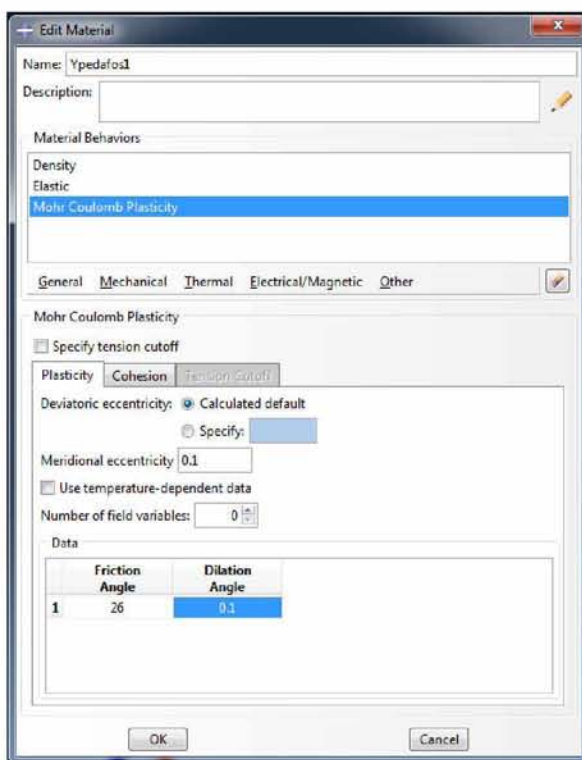 Edit Material
Name: Ypedafos1
Description:
Material Behaviors
Density
Elastic
Mohr Coulomb Plasticity
General Mechanical Thermal Electrical/Magnetic Other
Mohr Coulomb Plasticity
Specify tension cutoff
Plasticity Cohesion Tension Cutoff
Deviatoric eccentricity: Calculated default
Specify:
Meridional eccentricity 0.1
Use temperature-dependent data
Number of field variables: 0
Data
Friction Angle Dilation Angle
1 26 0.1
OK Cancel